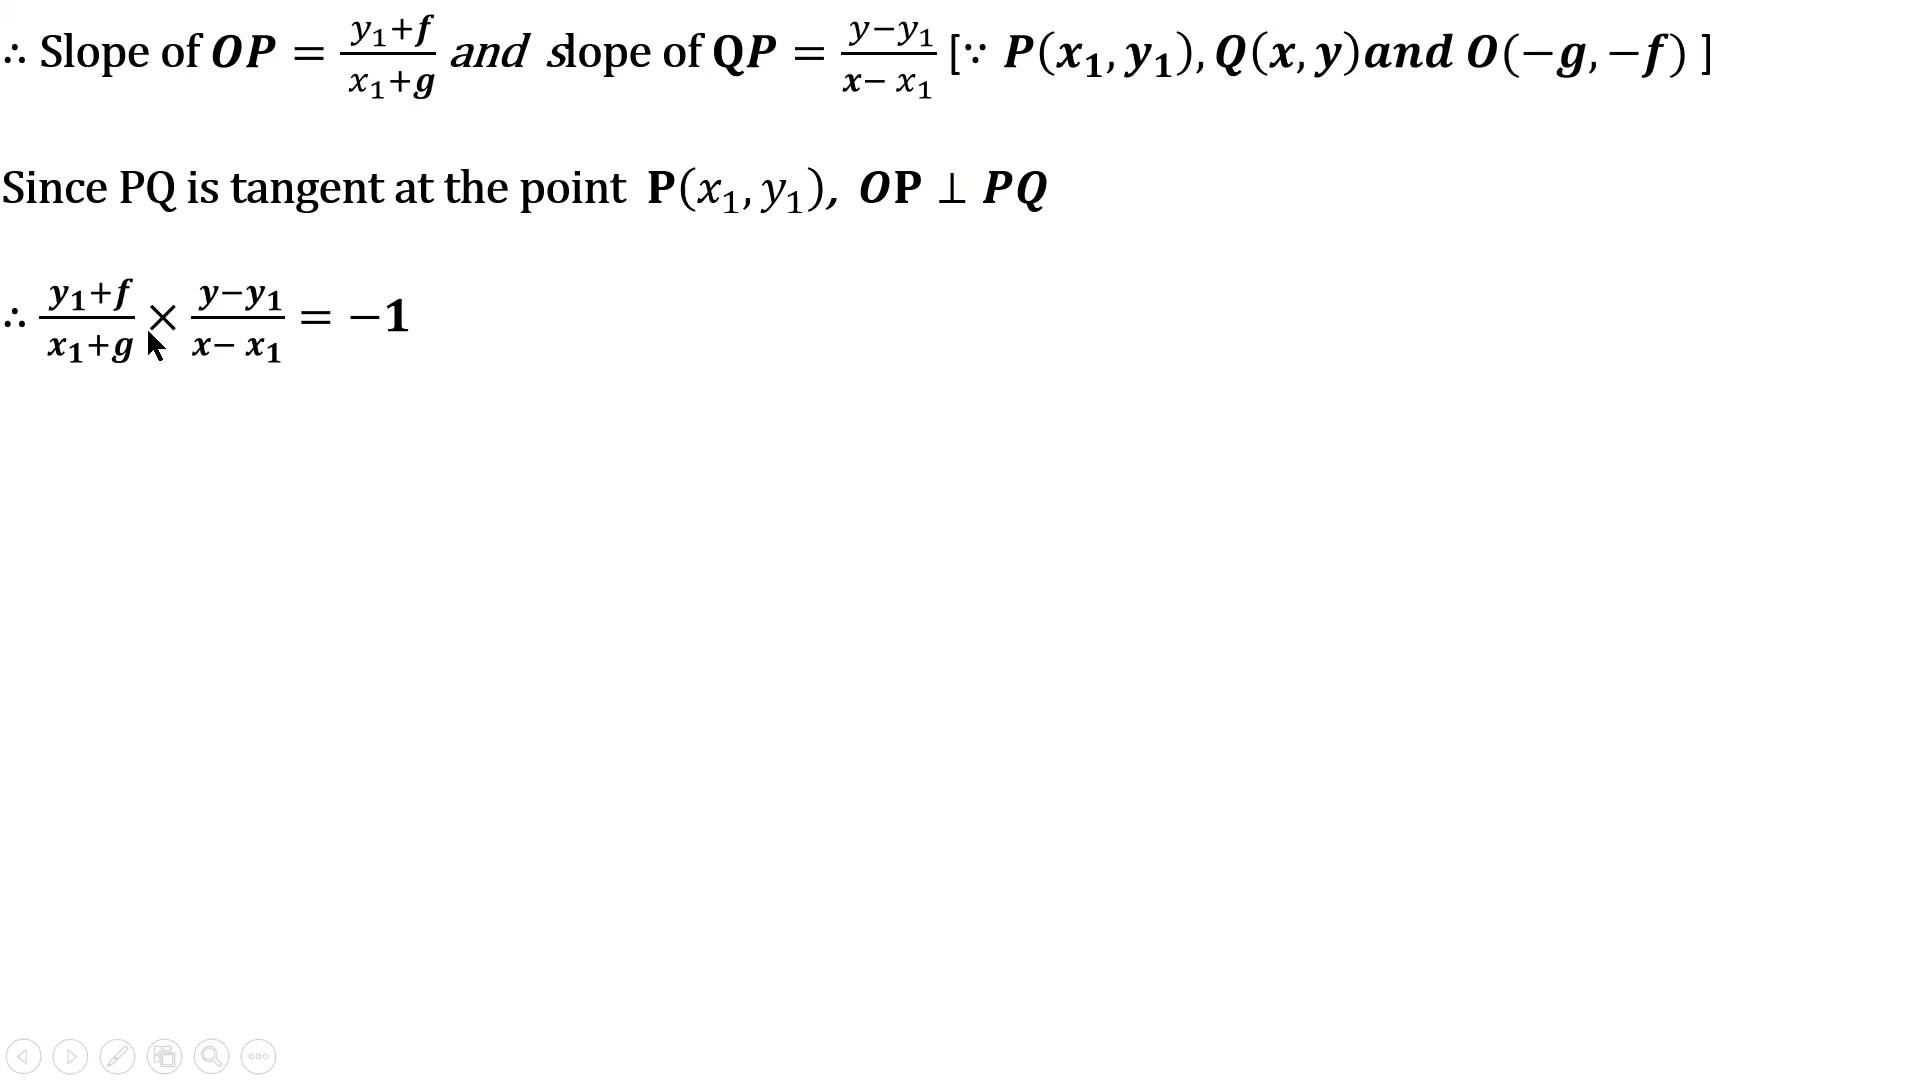 ∴ Slope of OP = (y₁+f)/(x₁+g) and slope of QP = (y−y₁)/(x− x₁) [∵ P(x₁, y₁), Q(x, y)and O(−g, −f) ]
Since PQ is tangent at the point P(x₁, y₁), OP ⊥ PQ
∴ (y₁+f)/(x₁+g) × (y−y₁)/(x− x₁) = −1